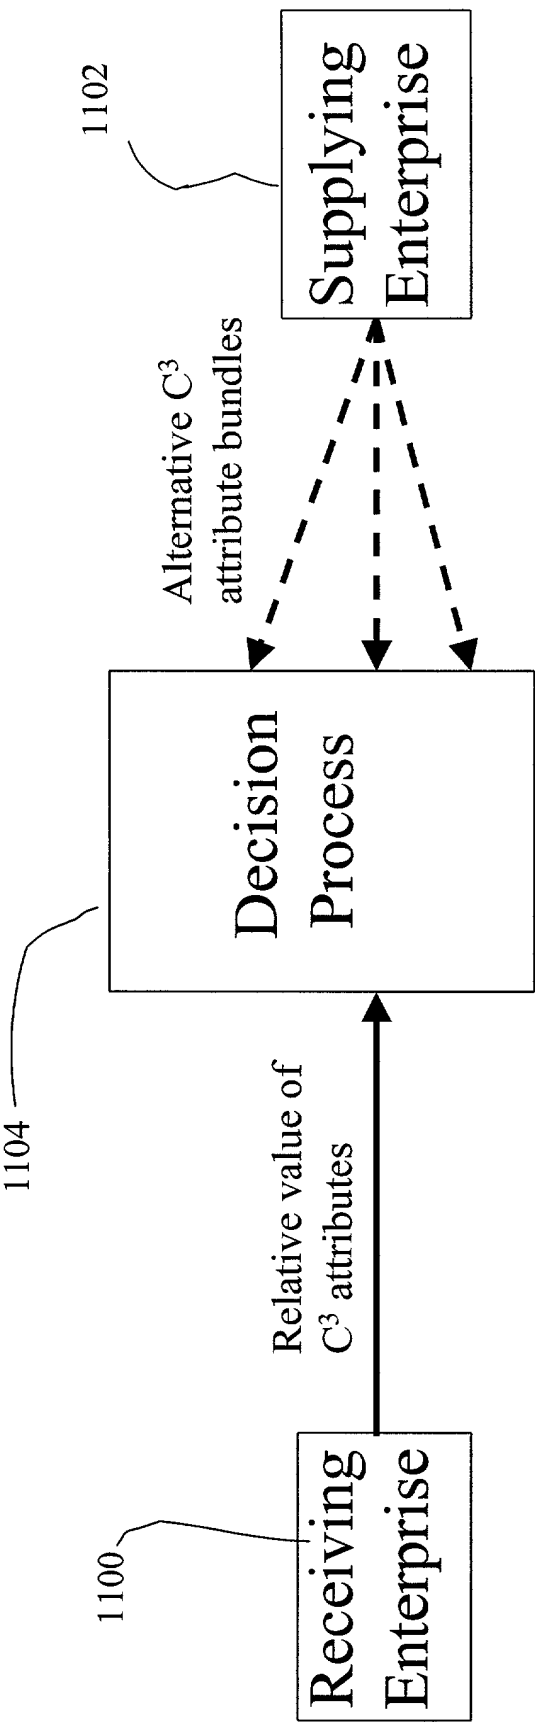 1100
Receiving
Enterprise
Relative value of
C³ attributes
1104
Decision
Process
Alternative C³
attribute bundles
1102
Supplying
Enterprise